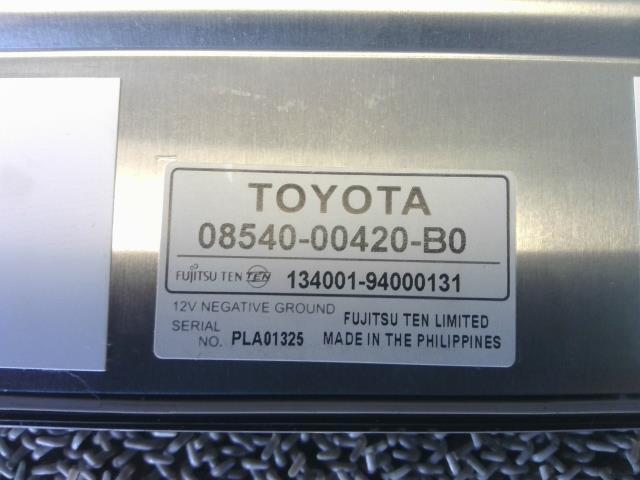 TOYOTA
08540-00420-B0
FUJITSU TEN TEN 134001-94000131
12V NEGATIVE GROUND
SERIAL NO. PLA01325
FUJITSU TEN LIMITED
MADE IN THE PHILIPPINES